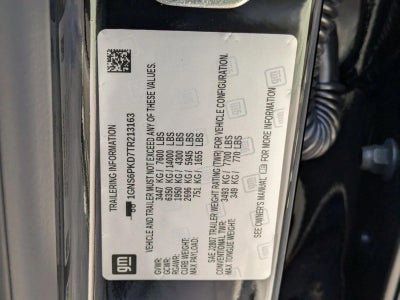 TRAILERING INFORMATION
1GNS6PKD7TR213163
VEHICLE AND TRAILER MUST NOT EXCEED ANY OF THESE VALUES.
GVWR: 3447 KG / 7600 LBS
GCWR: 6350 KG / 14000 LBS
RGAWR: 1950 KG / 4300 LBS
CURB WEIGHT: 2696 KG / 5945 LBS
MAX PAYLOAD: 751 KG / 1655 LBS
SAE J2807 TRAILER WEIGHT RATING (TWR) FOR VEHICLE CONFIGURATION.
CONVENTIONAL TWR: 3493 KG / 7700 LBS
MAX TONGUE WEIGHT: 349 KG / 770 LBS
SEE OWNER'S MANUAL FOR MORE INFORMATION
gm